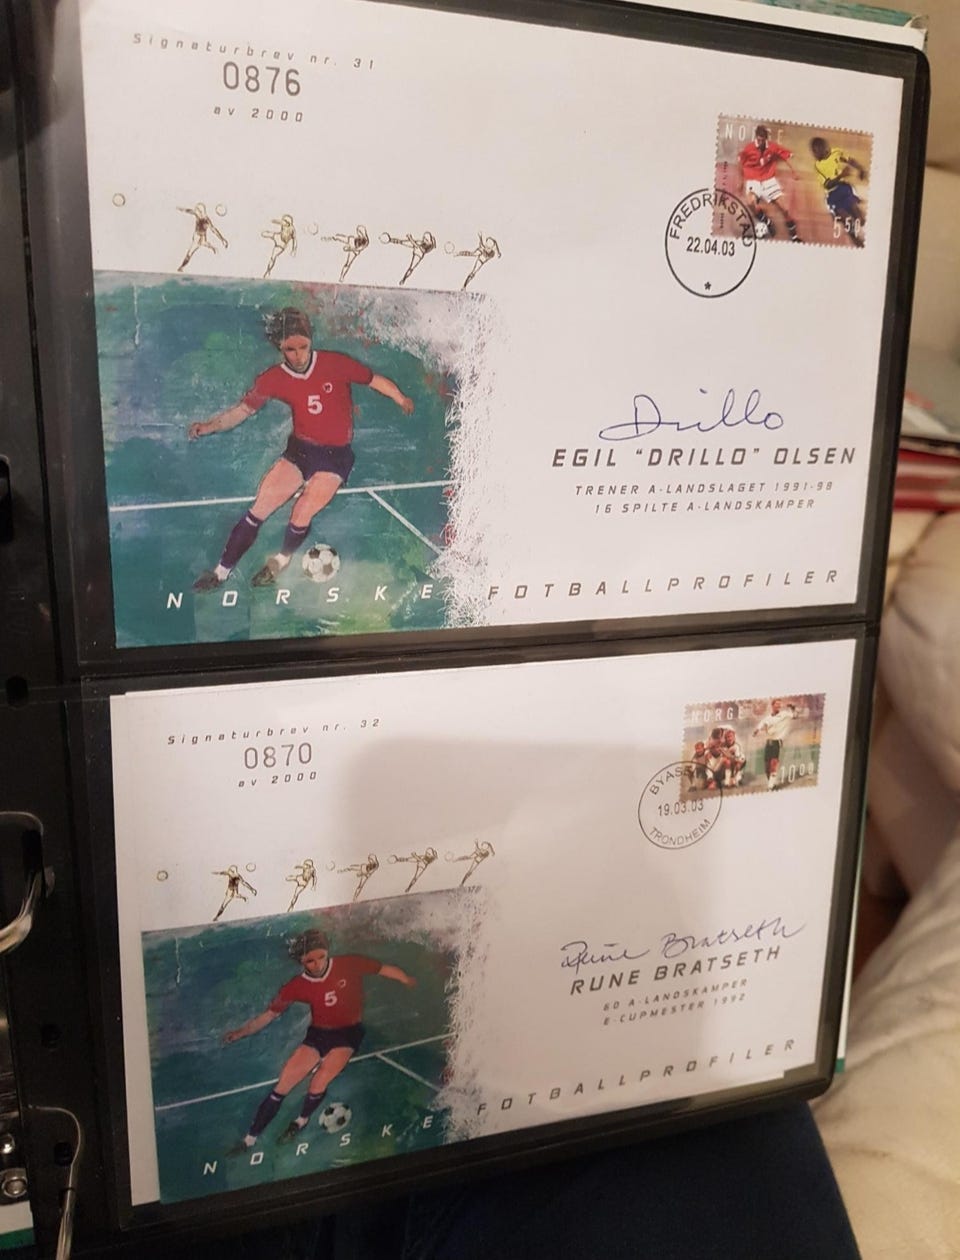 Signaturbrev nr. 31
0876
av 2000
NORGE
5 50
FREDRIKSTAD
22.04.03
5
Drillo
EGIL “DRILLO” OLSEN
TRENER A-LANDSLAGET 1991-98
16 SPILTE A-LANDSKAMPER
NORSKE FOTBALLPROFILER
Signaturbrev nr. 32
0870
av 2000
NORGE
10 00
19.03.03
TRONDHEIM
5
Rune Bratseth
RUNE BRATSETH
60 A-LANDSKAMPER
E-CUPMESTER 1992
NORSKE FOTBALLPROFILER